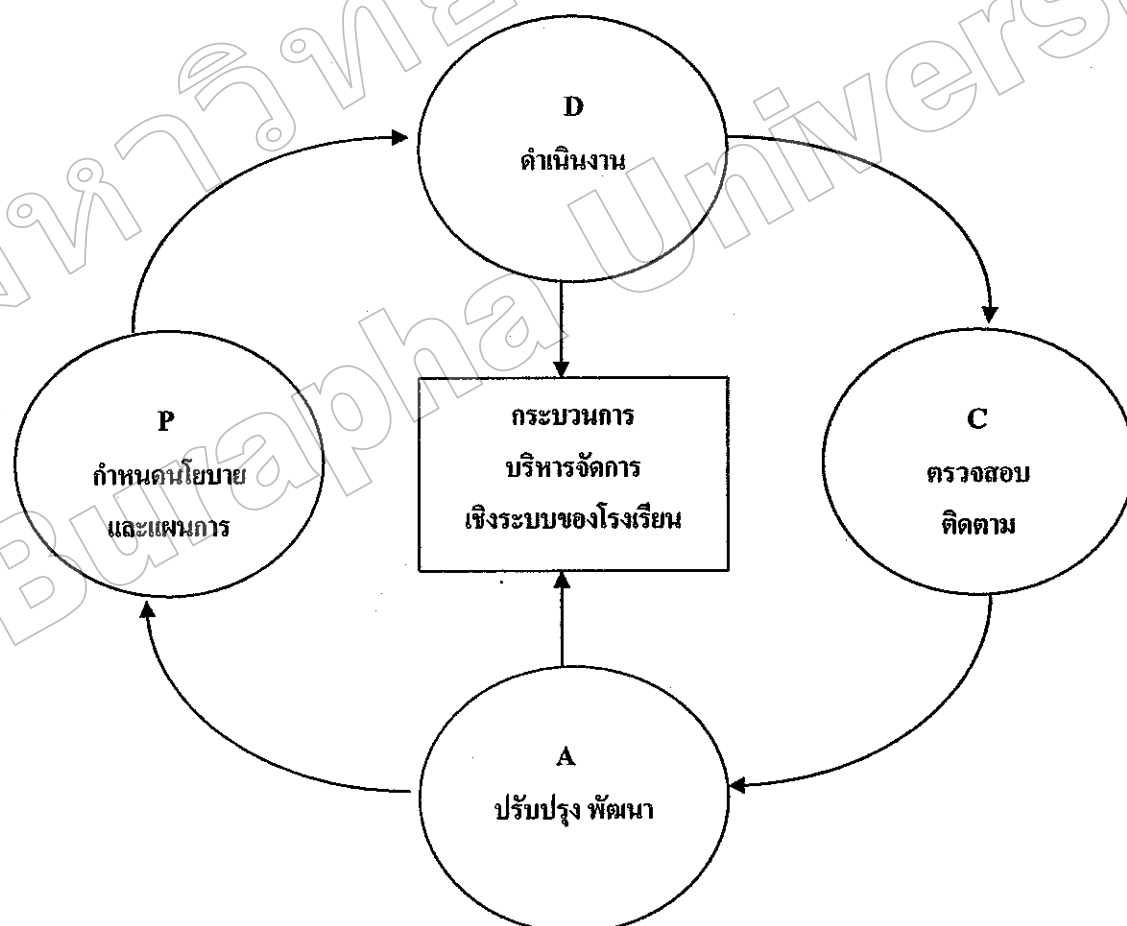 D
ดำเนินงาน
P
กำหนดนโยบาย
และแผนการ
กระบวนการ
บริหารจัดการ
เชิงระบบของโรงเรียน
C
ตรวจสอบ
ติดตาม
A
ปรับปรุง พัฒนา
Burapha Univers